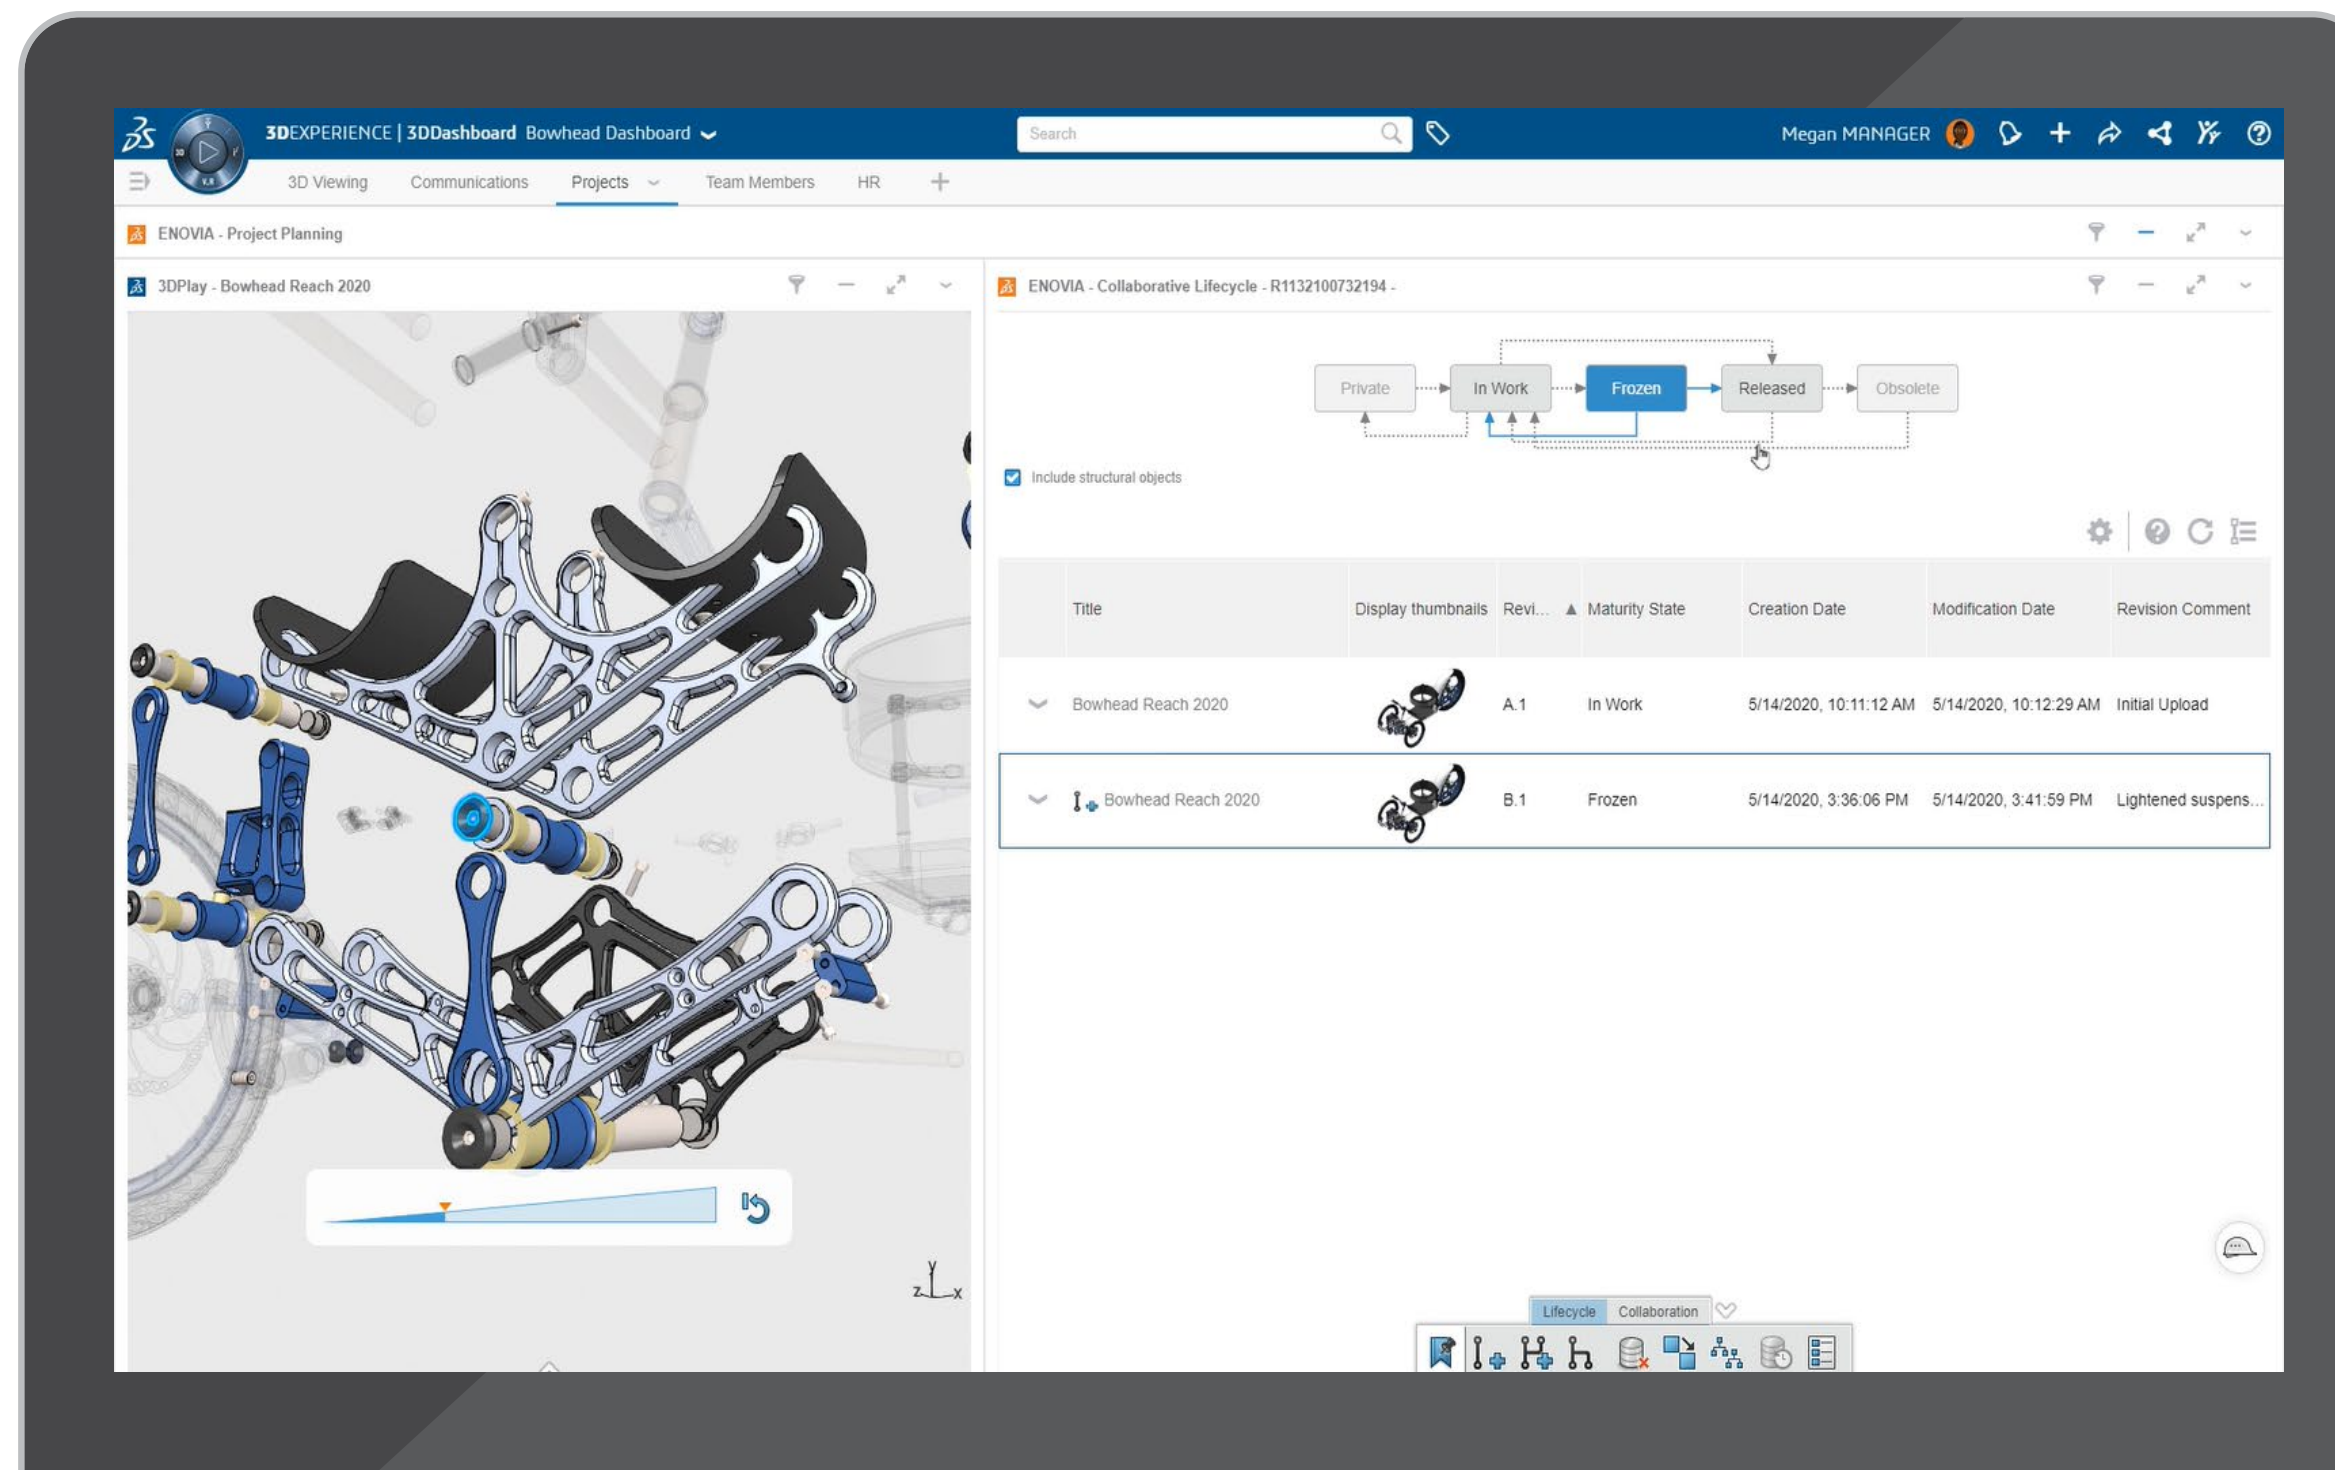 3DEXPERIENCE | 3DDashboard Bowhead Dashboard
Search
Megan MANAGER
3D
V.R
3D Viewing
Communications
Projects
Team Members
HR
ENOVIA - Project Planning
3DPlay - Bowhead Reach 2020
ENOVIA - Collaborative Lifecycle - R1132100732194 -
Private
In Work
Frozen
Released
Obsolete
Include structural objects
Title
Display thumbnails
Revi...
Maturity State
Creation Date
Modification Date
Revision Comment
Bowhead Reach 2020
A.1
In Work
5/14/2020, 10:11:12 AM
5/14/2020, 10:12:29 AM
Initial Upload
Bowhead Reach 2020
B.1
Frozen
5/14/2020, 3:36:06 PM
5/14/2020, 3:41:59 PM
Lightened suspens...
y
z
x
Lifecycle
Collaboration